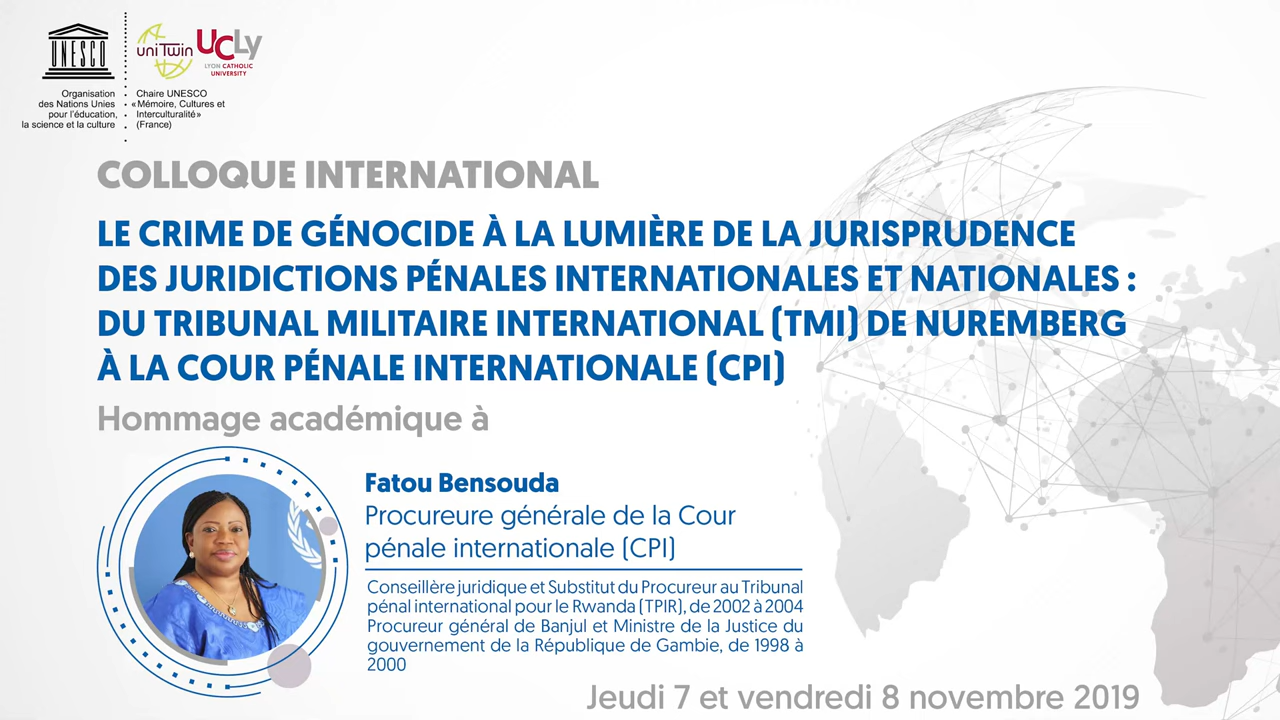 UNESCO
Organisation
des Nations Unies
pour l'éducation,
la science et la culture
uniTwin
UCLy
LYON CATHOLIC
UNIVERSITY
Chaire UNESCO
«Mémoire, Cultures et
Interculturalité»
(France)
COLLOQUE INTERNATIONAL
LE CRIME DE GÉNOCIDE À LA LUMIÈRE DE LA JURISPRUDENCE
DES JURIDICTIONS PÉNALES INTERNATIONALES ET NATIONALES :
DU TRIBUNAL MILITAIRE INTERNATIONAL (TMI) DE NUREMBERG
À LA COUR PÉNALE INTERNATIONALE (CPI)
Hommage académique à
Fatou Bensouda
Procureure générale de la Cour
pénale internationale (CPI)
Conseillère juridique et Substitut du Procureur au Tribunal
pénal international pour le Rwanda (TPIR), de 2002 à 2004
Procureur général de Banjul et Ministre de la Justice du
gouvernement de la République de Gambie, de 1998 à
2000
Jeudi 7 et vendredi 8 novembre 2019